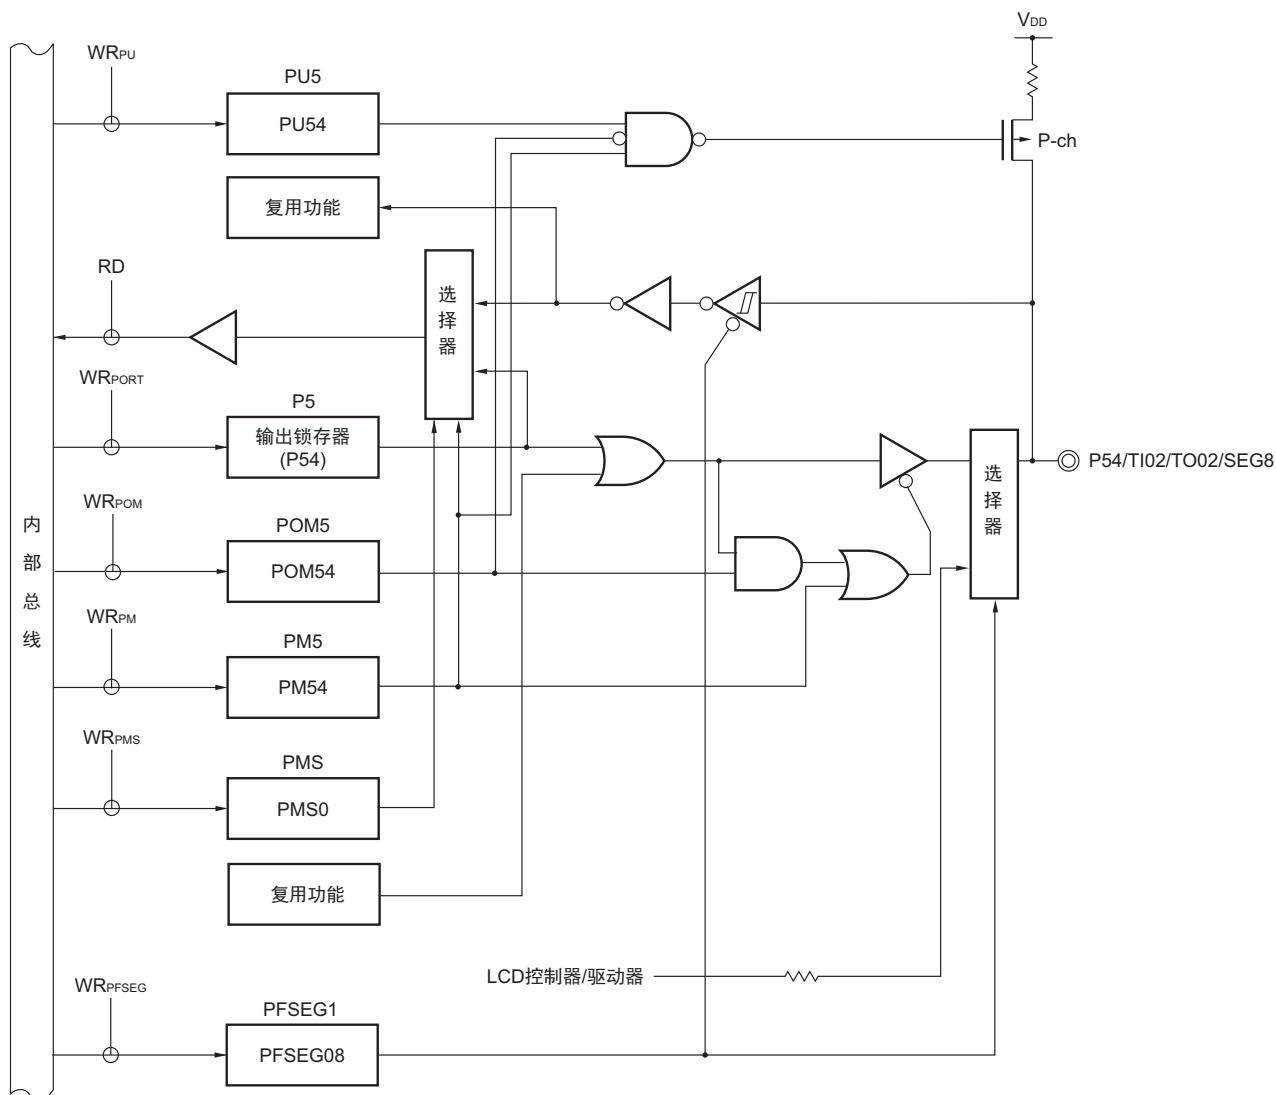 VDD
WRPU
PU5
PU54
P-ch
复用功能
RD
选择器
WRPORT
P5
输出锁存器
(P54)
选择器
P54/TI02/TO02/SEG8
WRPOM
POM5
POM54
内部总线
WRPM
PM5
PM54
WRPMS
PMS
PMS0
复用功能
LCD控制器/驱动器
WRPFSEG
PFSEG1
PFSEG08